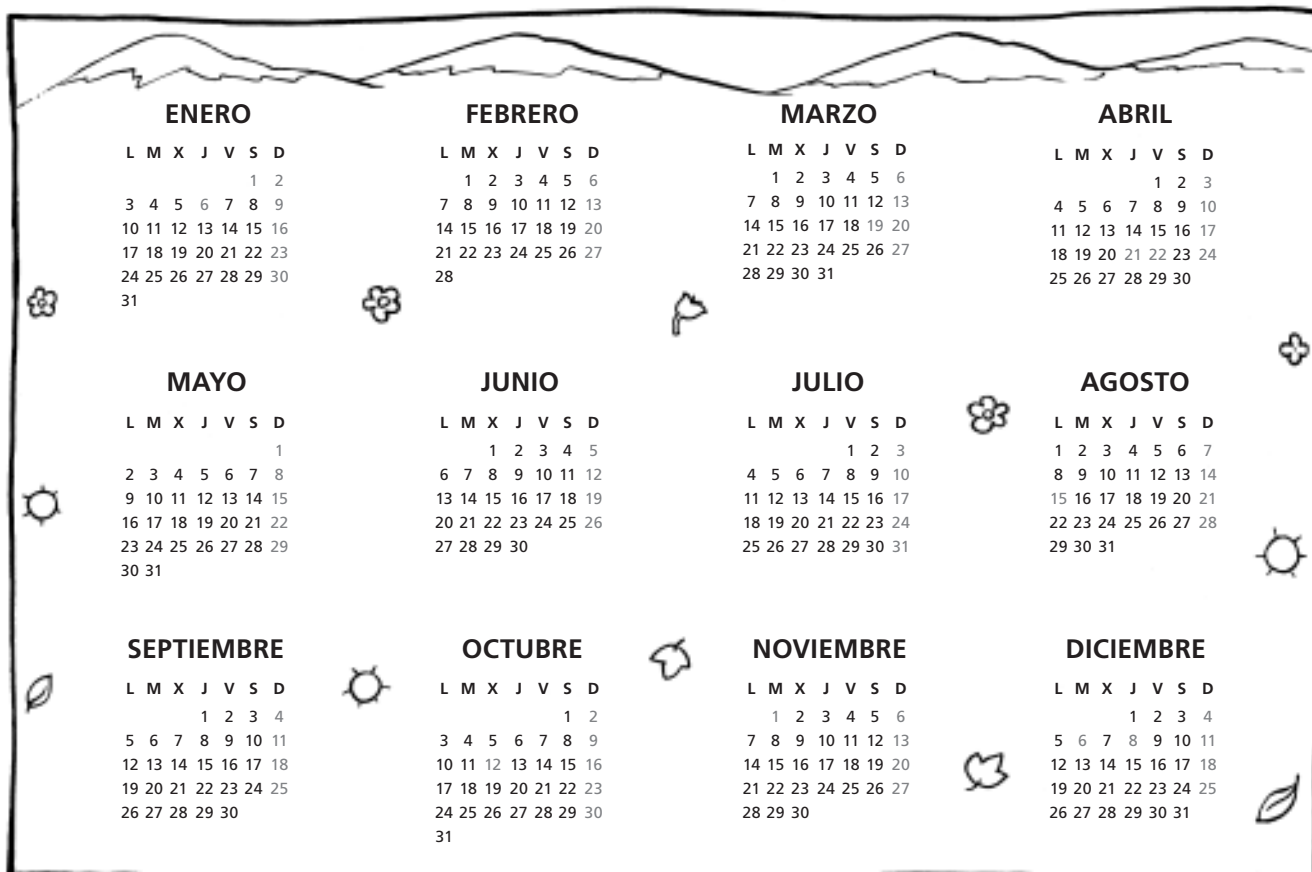 ENERO
L M X J V S D
1 2
3 4 5 6 7 8 9
10 11 12 13 14 15 16
17 18 19 20 21 22 23
24 25 26 27 28 29 30
31
FEBRERO
L M X J V S D
1 2 3 4 5 6
7 8 9 10 11 12 13
14 15 16 17 18 19 20
21 22 23 24 25 26 27
28
MARZO
L M X J V S D
1 2 3 4 5 6
7 8 9 10 11 12 13
14 15 16 17 18 19 20
21 22 23 24 25 26 27
28 29 30 31
ABRIL
L M X J V S D
1 2 3
4 5 6 7 8 9 10
11 12 13 14 15 16 17
18 19 20 21 22 23 24
25 26 27 28 29 30
MAYO
L M X J V S D
1
2 3 4 5 6 7 8
9 10 11 12 13 14 15
16 17 18 19 20 21 22
23 24 25 26 27 28 29
30 31
JUNIO
L M X J V S D
1 2 3 4 5
6 7 8 9 10 11 12
13 14 15 16 17 18 19
20 21 22 23 24 25 26
27 28 29 30
JULIO
L M X J V S D
1 2 3
4 5 6 7 8 9 10
11 12 13 14 15 16 17
18 19 20 21 22 23 24
25 26 27 28 29 30 31
AGOSTO
L M X J V S D
1 2 3 4 5 6 7
8 9 10 11 12 13 14
15 16 17 18 19 20 21
22 23 24 25 26 27 28
29 30 31
SEPTIEMBRE
L M X J V S D
1 2 3 4
5 6 7 8 9 10 11
12 13 14 15 16 17 18
19 20 21 22 23 24 25
26 27 28 29 30
OCTUBRE
L M X J V S D
1 2
3 4 5 6 7 8 9
10 11 12 13 14 15 16
17 18 19 20 21 22 23
24 25 26 27 28 29 30
31
NOVIEMBRE
L M X J V S D
1 2 3 4 5 6
7 8 9 10 11 12 13
14 15 16 17 18 19 20
21 22 23 24 25 26 27
28 29 30
DICIEMBRE
L M X J V S D
1 2 3 4
5 6 7 8 9 10 11
12 13 14 15 16 17 18
19 20 21 22 23 24 25
26 27 28 29 30 31